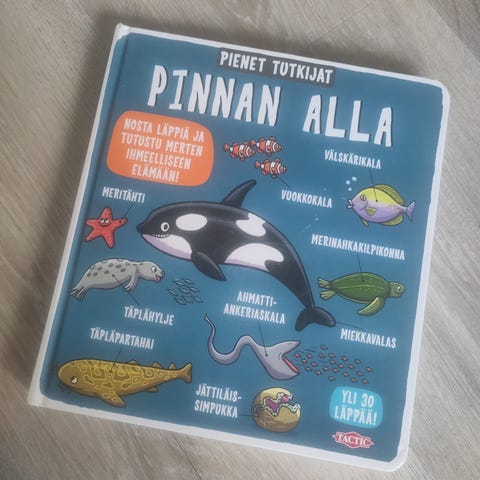 PIENET TUTKIJAT
PINNAN ALLA
NOSTA LÄPPIÄ JA
TUTUSTU MERTEN
IHMEELLISEEN
ELÄMÄÄN!
VÄLSKÄRIKALA
VUOKKOKALA
MERITÄHTI
MERINAHKAKILPIKONNA
TÄPLÄHYLJE
AHMATTI-
ANKERIASKALA
MIEKKAVALAS
TÄPLÄPARTAHAI
JÄTTILÄIS-
SIMPUKKA
YLI 30
LÄPPÄÄ!
TACTIC